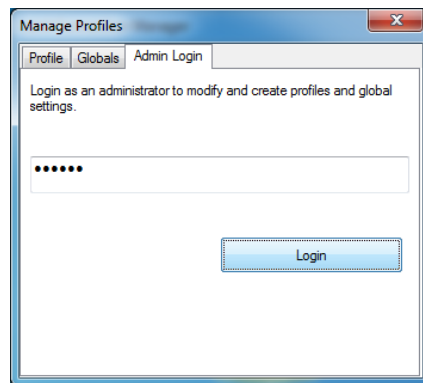 Manage Profiles
Profile Globals Admin Login
Login as an administrator to modify and create profiles and global
settings.
••••••
Login